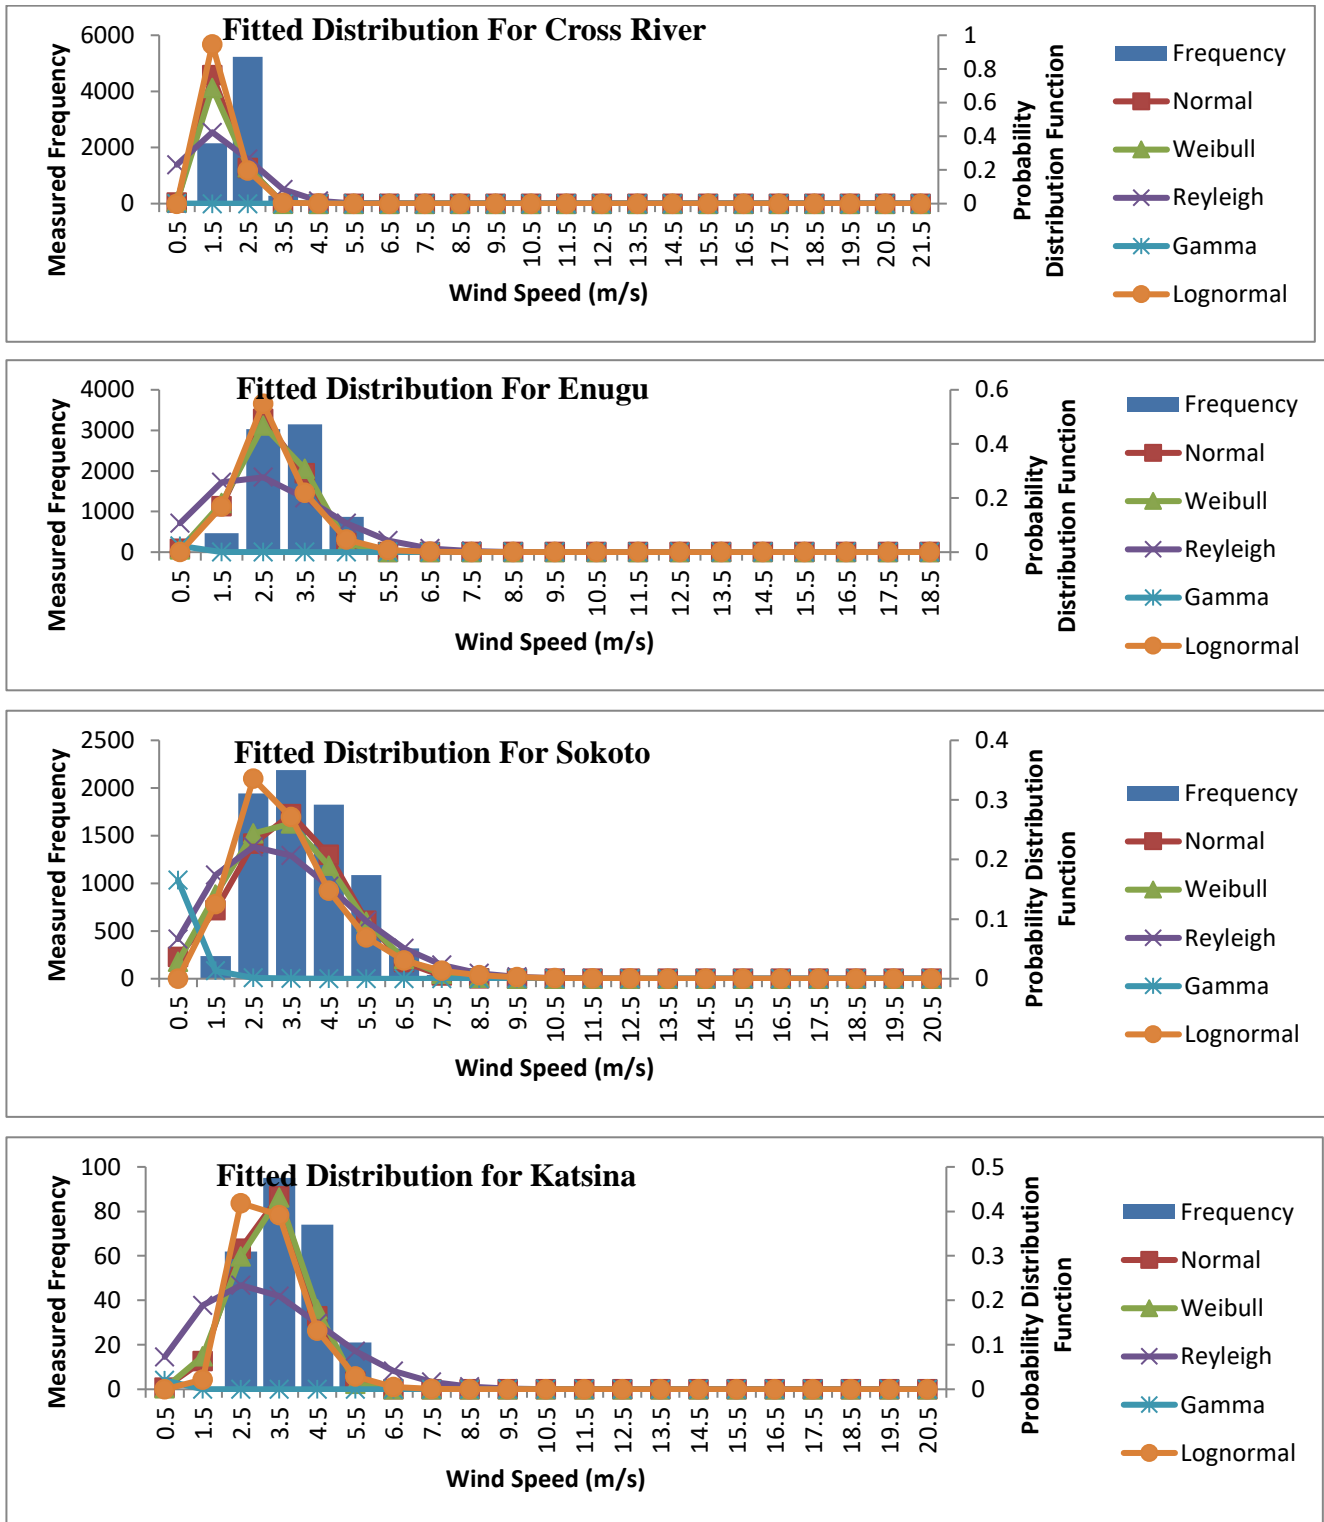 Fitted Distribution For Cross River
Measured Frequency
6000
4000
2000
0
1
0.8
0.6
0.4
0.2
0
Probability
Distribution Function
0.5 1.5 2.5 3.5 4.5 5.5 6.5 7.5 8.5 9.5 10.5 11.5 12.5 13.5 14.5 15.5 16.5 17.5 18.5 19.5 20.5 21.5
Wind Speed (m/s)
Frequency
Normal
Weibull
Reyleigh
Gamma
Lognormal
Fitted Distribution For Enugu
Measured Frequency
4000
3000
2000
1000
0
0.6
0.4
0.2
0
Probability
Distribution Function
0.5 1.5 2.5 3.5 4.5 5.5 6.5 7.5 8.5 9.5 10.5 11.5 12.5 13.5 14.5 15.5 16.5 17.5 18.5
Wind Speed (m/s)
Frequency
Normal
Weibull
Reyleigh
Gamma
Lognormal
Fitted Distribution For Sokoto
Measured Frequency
2500
2000
1500
1000
500
0
0.4
0.3
0.2
0.1
0
Probability Distribution
Function
0.5 1.5 2.5 3.5 4.5 5.5 6.5 7.5 8.5 9.5 10.5 11.5 12.5 13.5 14.5 15.5 16.5 17.5 18.5 19.5 20.5
Wind Speed (m/s)
Frequency
Normal
Weibull
Reyleigh
Gamma
Lognormal
Fitted Distribution for Katsina
Measured Frequency
100
80
60
40
20
0
0.5
0.4
0.3
0.2
0.1
0
Probability Distribution
Function
0.5 1.5 2.5 3.5 4.5 5.5 6.5 7.5 8.5 9.5 10.5 11.5 12.5 13.5 14.5 15.5 16.5 17.5 18.5 19.5 20.5
Wind Speed (m/s)
Frequency
Normal
Weibull
Reyleigh
Gamma
Lognormal